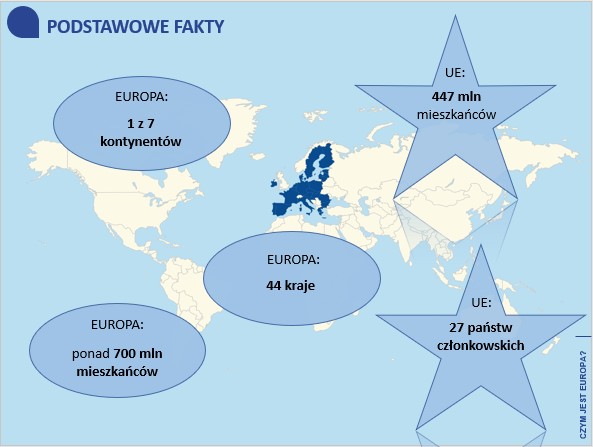 PODSTAWOWE FAKTY
EUROPA:
1 z 7
kontynentów
UE:
447 mln
mieszkańców
EUROPA:
44 kraje
EUROPA:
ponad 700 mln
mieszkańców
UE:
27 państw
członkowskich
CZYM JEST EUROPA?